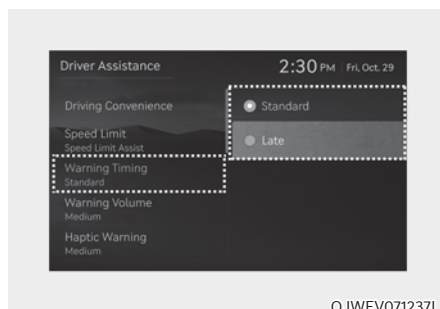 Driver Assistance
2:30 PM Fri, Oct. 29
Driving Convenience
Standard
Speed Limit
Speed Limit Assist
Late
Warning Timing
Standard
Warning Volume
Medium
Haptic Warning
Medium
OJWEV071237L